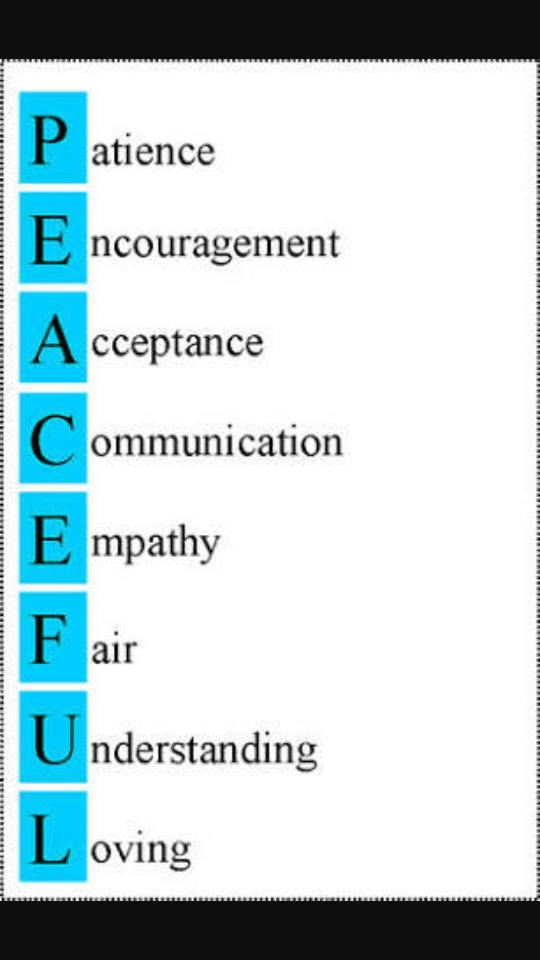 Patience
Encouragement
Acceptance
Communication
Empathy
Fair
Understanding
Loving